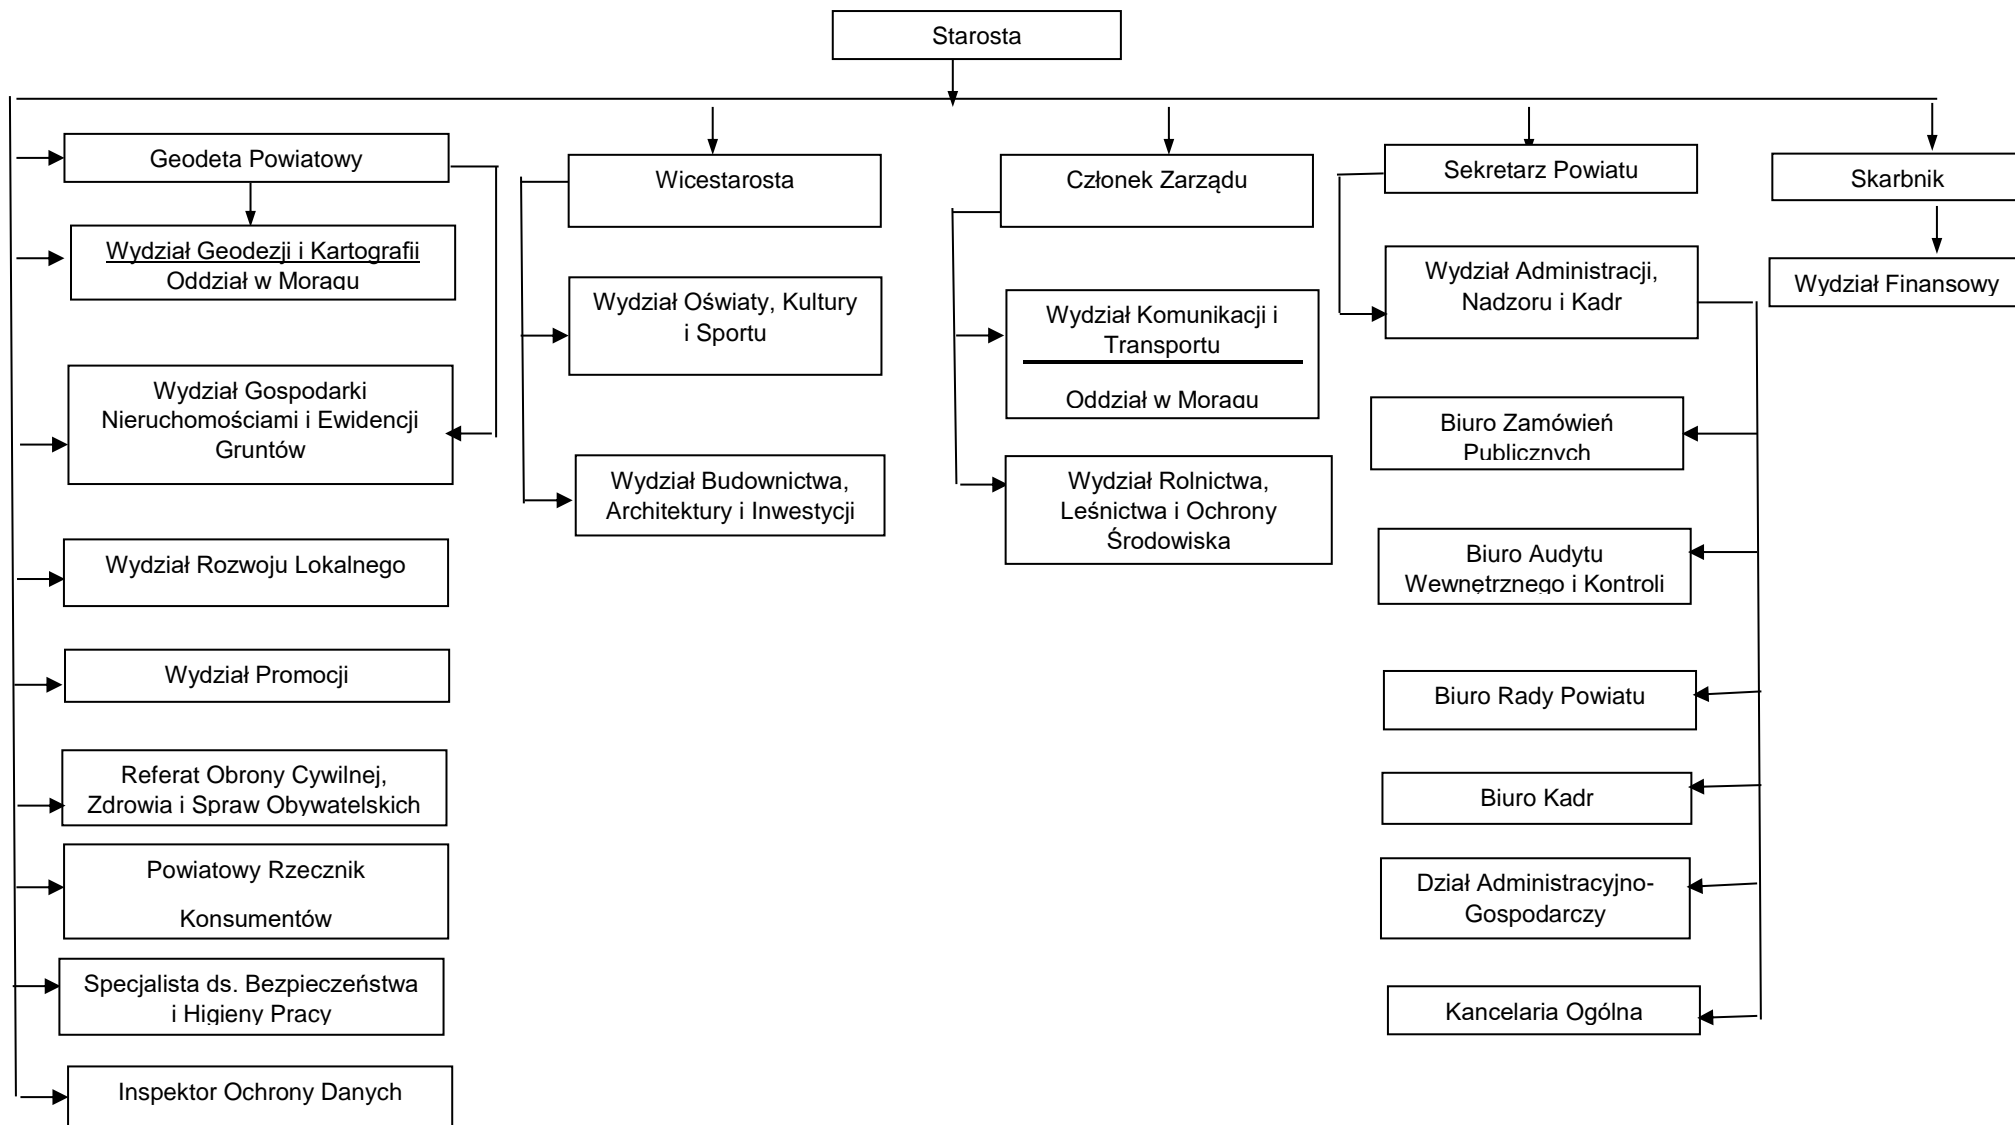 Starosta
Geodeta Powiatowy
Wydział Geodezji i Kartografii
Oddział w Moragu
Wydział Gospodarki
Nieruchomościami i Ewidencji
Gruntów
Wydział Rozwoju Lokalnego
Wydział Promocji
Referat Obrony Cywilnej,
Zdrowia i Spraw Obywatelskich
Powiatowy Rzecznik
Konsumentów
Specjalista ds. Bezpieczeństwa
i Higieny Pracy
Inspektor Ochrony Danych
Wicestarosta
Wydział Oświaty, Kultury
i Sportu
Wydział Budownictwa,
Architektury i Inwestycji
Członek Zarządu
Wydział Komunikacji i
Transportu
Oddział w Moragu
Wydział Rolnictwa,
Leśnictwa i Ochrony
Środowiska
Sekretarz Powiatu
Wydział Administracji,
Nadzoru i Kadr
Biuro Zamówień
Publicznych
Biuro Audytu
Wewnętrznego i Kontroli
Biuro Rady Powiatu
Biuro Kadr
Dział Administracyjno-
Gospodarczy
Kancelaria Ogólna
Skarbnik
Wydział Finansowy